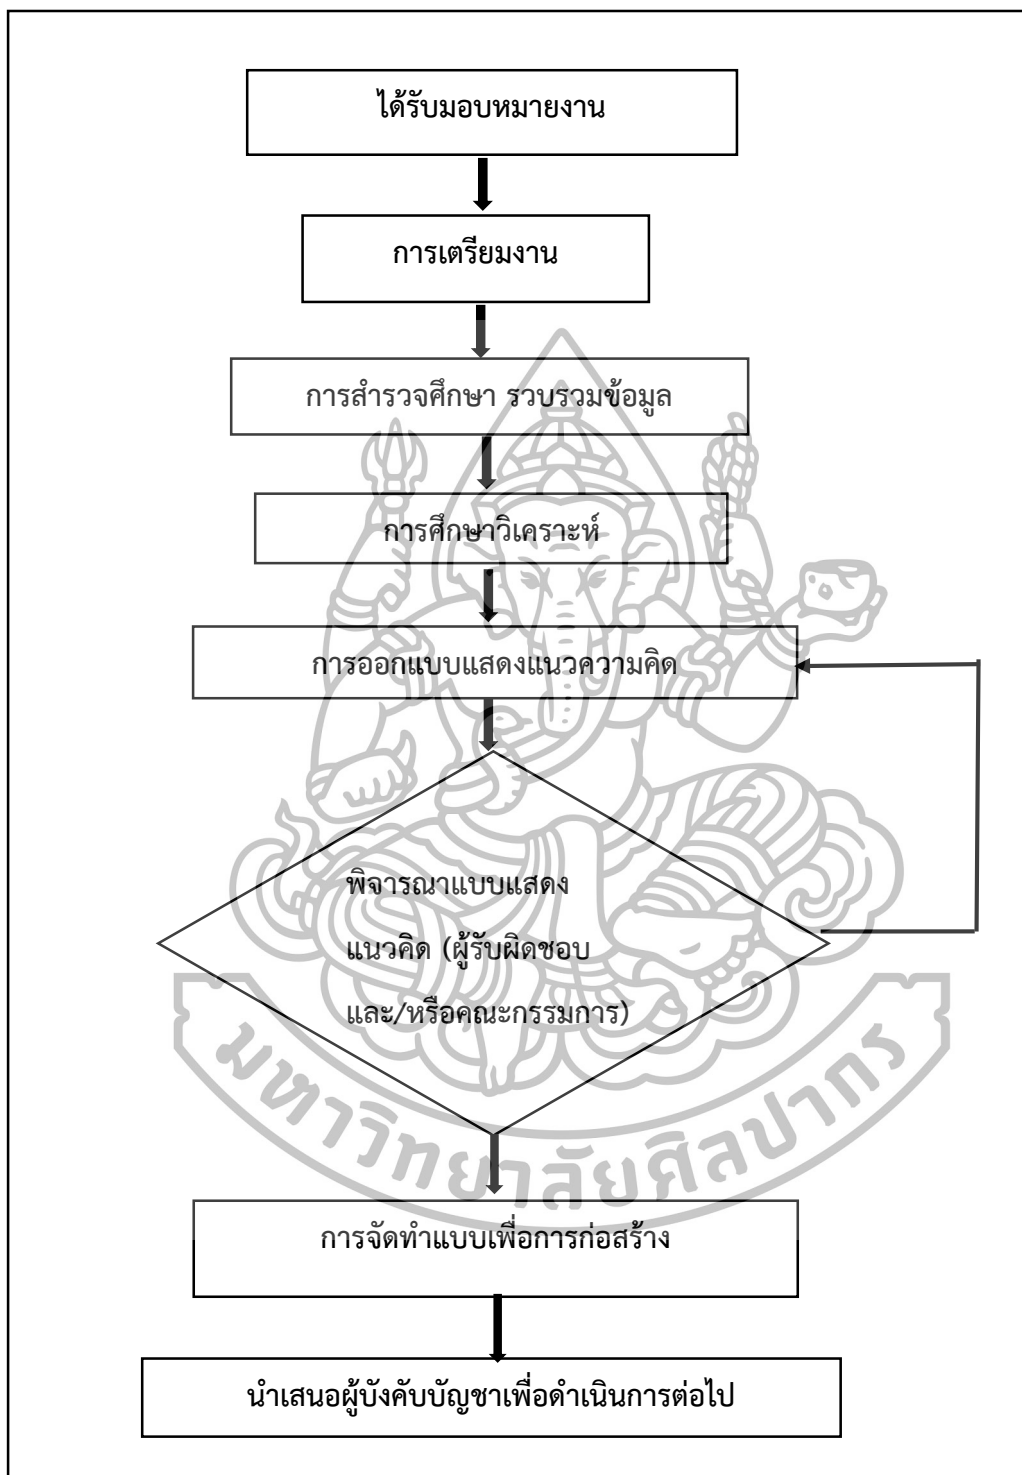 ได้รับมอบหมายงาน
การเตรียมงาน
การสำรวจศึกษา รวบรวมข้อมูล
การศึกษาวิเคราะห์
การออกแบบแสดงแนวความคิด
พิจารณาแบบแสดง
แนวคิด (ผู้รับผิดชอบ
และ/หรือคณะกรรมการ)
มหาวิทยาลัยศิลปากร
การจัดทำแบบเพื่อการก่อสร้าง
นำเสนอผู้บังคับบัญชาเพื่อดำเนินการต่อไป